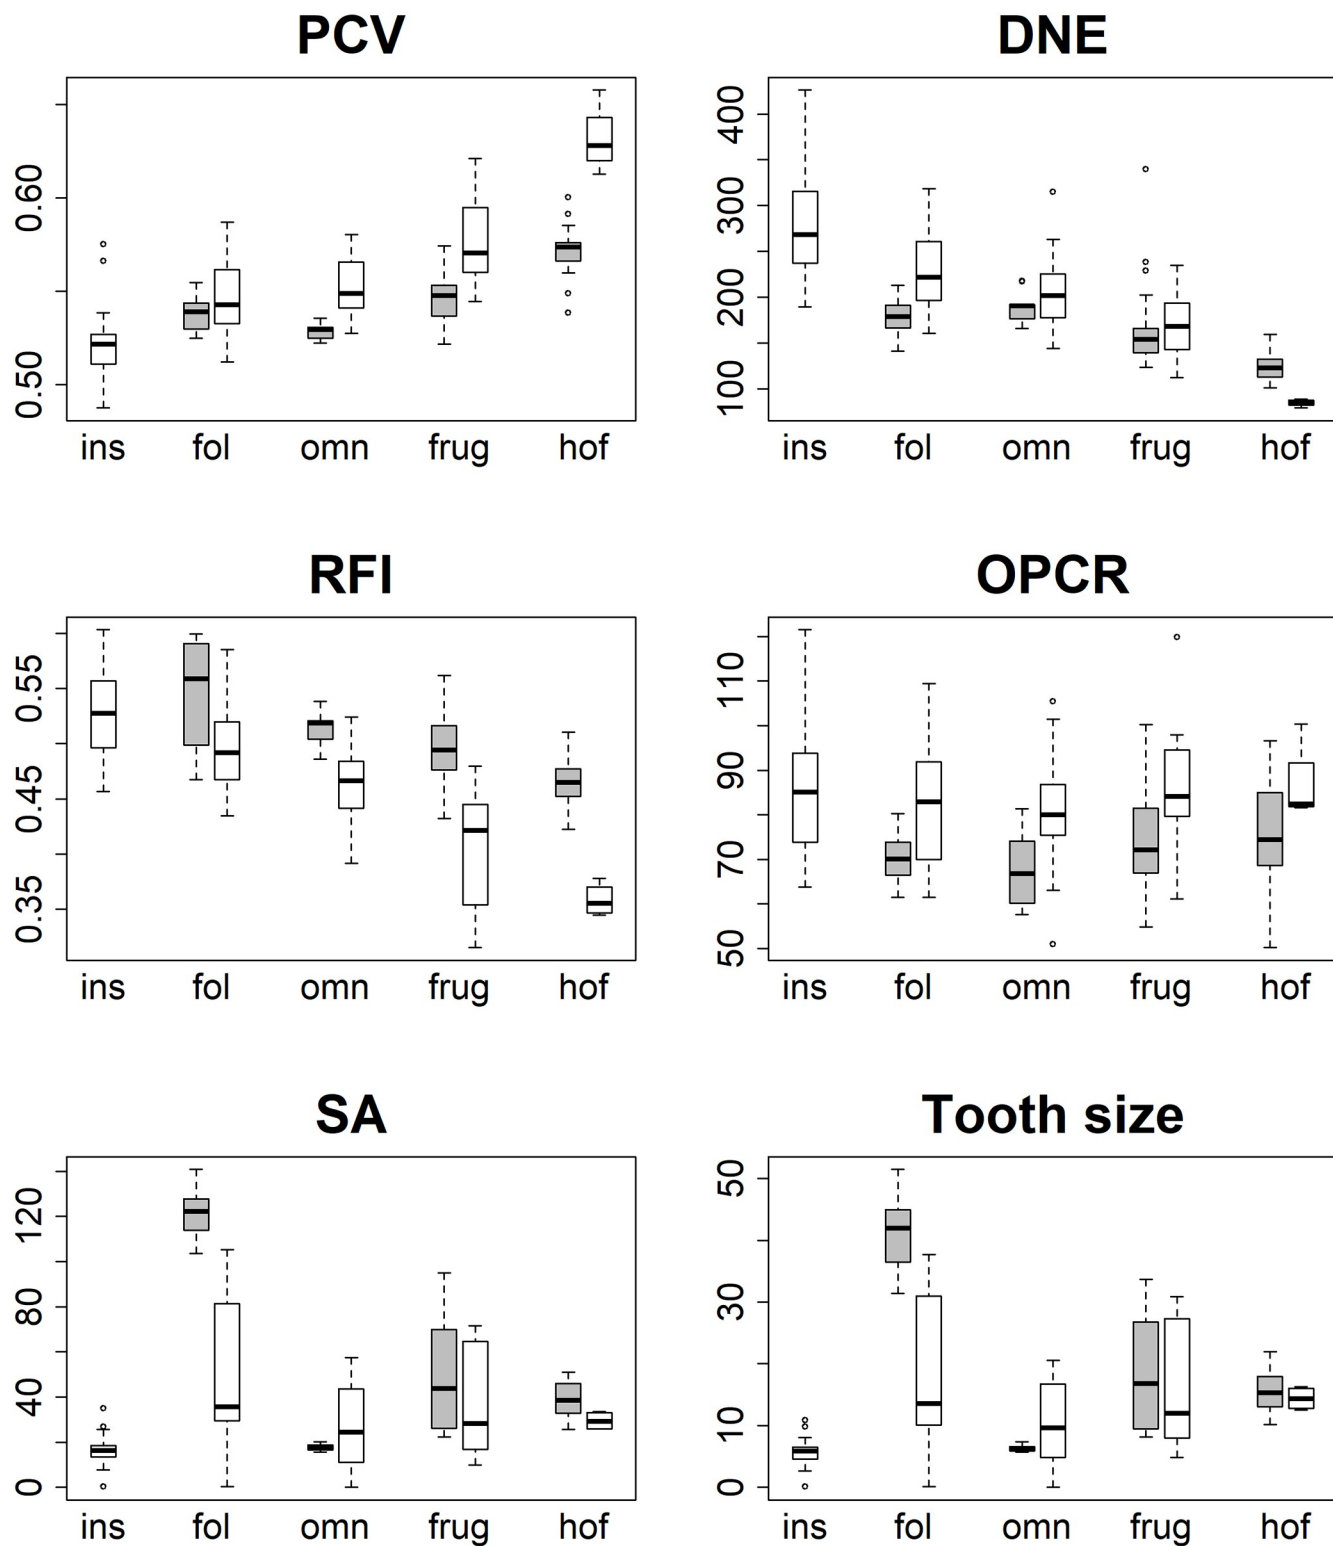 PCV
DNE
0.60
0.50
400
300
200
100
ins fol omn frug hof
ins fol omn frug hof
RFI
OPCR
0.55
0.45
0.35
110
90
70
50
ins fol omn frug hof
ins fol omn frug hof
SA
Tooth size
120
80
40
0
50
30
10
0
ins fol omn frug hof
ins fol omn frug hof